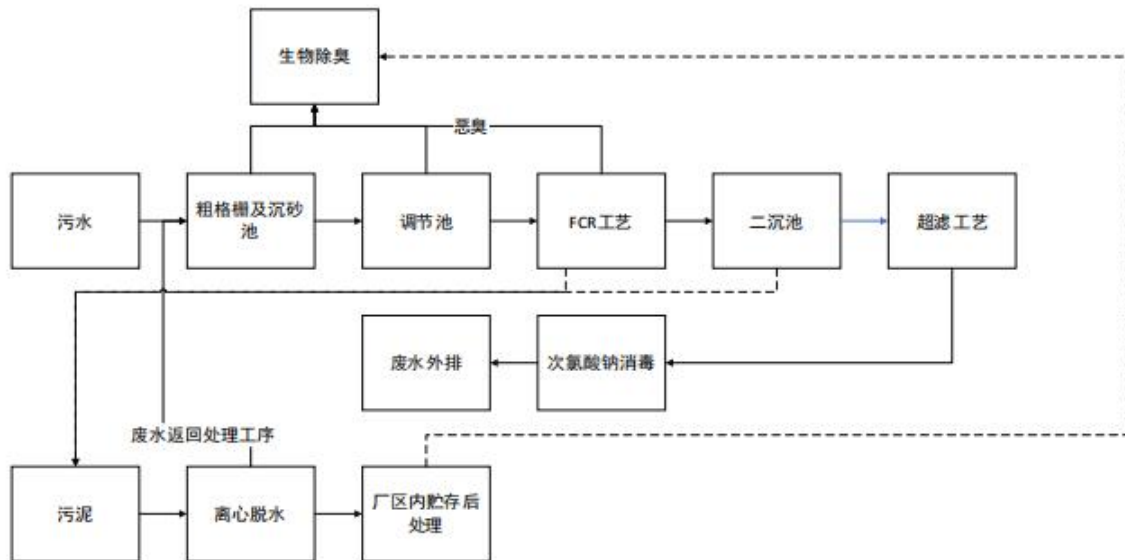 生物除臭
恶臭
污水
粗格栅及沉砂
池
调节池
FCR工艺
二沉池
超滤工艺
废水外排
次氯酸钠消毒
废水返回处理工序
污泥
离心脱水
厂区内贮存后
处理